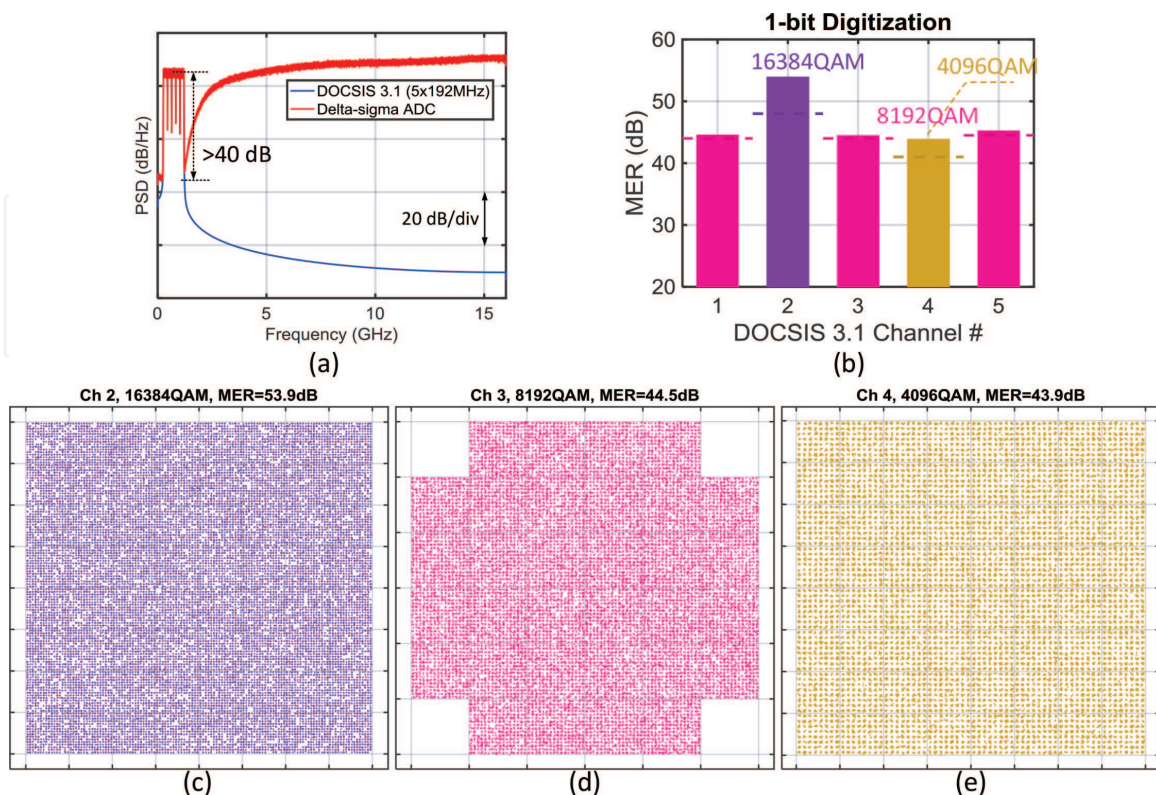 PSD (dB/Hz)
DOCSIS 3.1 (5x192MHz)
Delta-sigma ADC
>40 dB
20 dB/div
0
5
10
15
Frequency (GHz)
(a)
1-bit Digitization
MER (dB)
60
50
40
30
20
16384QAM
4096QAM
8192QAM
1
2
3
4
5
DOCSIS 3.1 Channel #
(b)
Ch 2, 16384QAM, MER=53.9dB
Ch 3, 8192QAM, MER=44.5dB
Ch 4, 4096QAM, MER=43.9dB
(c)
(d)
(e)